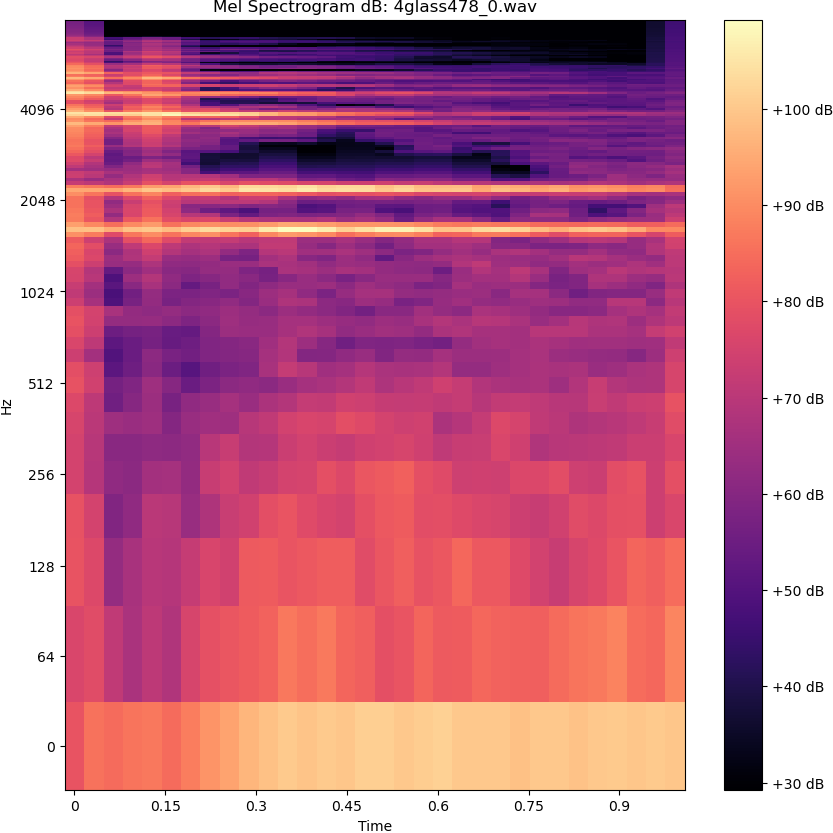 Mel Spectrogram dB: 4glass478_0.wav
4096
2048
1024
512
256
128
64
0
Hz
0 0.15 0.3 0.45 0.6 0.75 0.9
Time
+100 dB
+90 dB
+80 dB
+70 dB
+60 dB
+50 dB
+40 dB
+30 dB